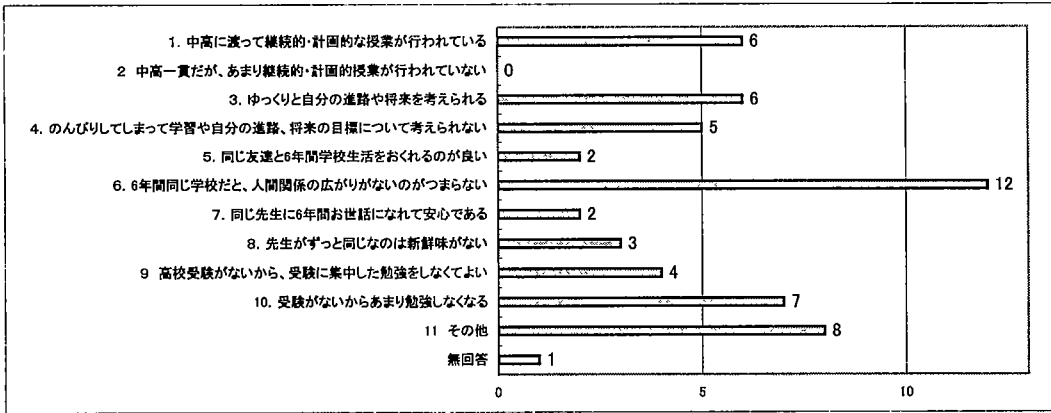 1. 中高に渡って継続的・計画的な授業が行われている 6
2 中高一貫だが、あまり継続的・計画的授業が行われていない 0
3. ゆっくりと自分の進路や将来を考えられる 6
4. のんびりしてしまって学習や自分の進路、将来の目標について考えられない 5
5. 同じ友達と6年間学校生活をおくれるのが良い 2
6. 6年間同じ学校だと、人間関係の広がりがないのがつまらない 12
7. 同じ先生に6年間お世話になれて安心である 2
8. 先生がずっと同じなのは新鮮味がない 3
9 高校受験がないから、受験に集中した勉強をしなくてよい 4
10. 受験がないからあまり勉強しなくなる 7
11 その他 8
無回答 1
0 5 10